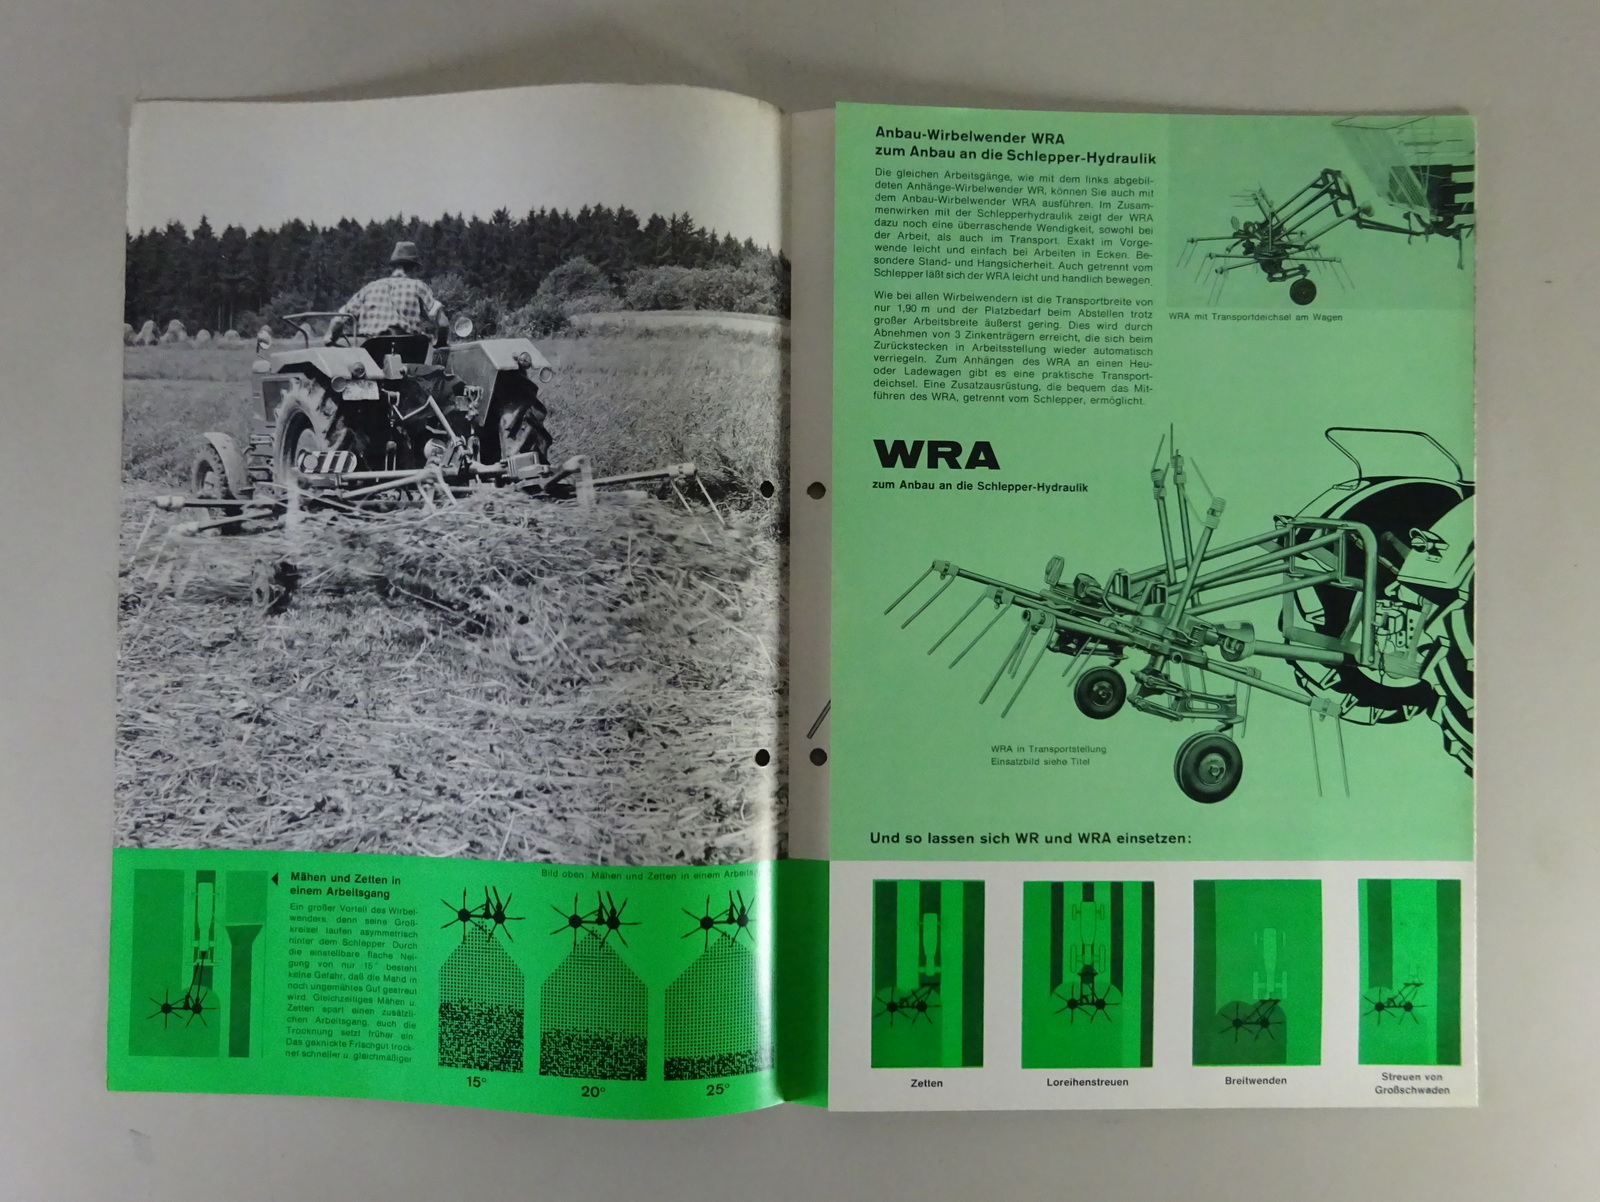 Bild oben: Mähen und Zetten in einem Arbeits
Mähen und Zetten in
einem Arbeitsgang
Ein großer Vorteil des Wirbel-
wenders, denn seine Groß-
kreisel laufen asymmetrisch
hinter dem Schlepper. Durch
die einstellbare flache Nei-
gung von nur 15° besteht
keine Gefahr, daß die Mahd in
noch ungemähtes Gut gestreut
wird. Gleichzeitiges Mähen u.
Zetten spart einen zusätzli-
chen Arbeitsgang, auch die
Trocknung setzt früher ein.
Das geknickte Frischgut trock-
net schneller u. gleichmäßiger
15°
20°
25°
Anbau-Wirbelwender WRA
zum Anbau an die Schlepper-Hydraulik
Die gleichen Arbeitsgänge, wie mit dem links abgebil-
deten Anhänge-Wirbelwender WR, können Sie auch mit
dem Anbau-Wirbelwender WRA ausführen. Im Zusam-
menwirken mit der Schlepperhydraulik zeigt der WRA
dazu noch eine überraschende Wendigkeit, sowohl bei
der Arbeit, als auch im Transport. Exakt im Vorge-
wende leicht und einfach bei Arbeiten in Ecken. Be-
sondere Stand- und Hangsicherheit. Auch getrennt vom
Schlepper läßt sich der WRA leicht und handlich bewegen.
Wie bei allen Wirbelwendern ist die Transportbreite von
nur 1,90 m und der Platzbedarf beim Abstellen trotz
großer Arbeitsbreite äußerst gering. Dies wird durch
Abnehmen von 3 Zinkenträgern erreicht, die sich beim
Zurückstecken in Arbeitsstellung wieder automatisch
verriegeln. Zum Anhängen des WRA an einen Heu-
oder Ladewagen gibt es eine praktische Transport-
deichsel. Eine Zusatzausrüstung, die bequem das Mit-
führen des WRA, getrennt vom Schlepper, ermöglicht.
WRA mit Transportdeichsel am Wagen
WRA
zum Anbau an die Schlepper-Hydraulik
WRA in Transportstellung
Einsatzbild siehe Titel
Und so lassen sich WR und WRA einsetzen:
Zetten
Loreihenstreuen
Breitwenden
Streuen von
Großschwaden